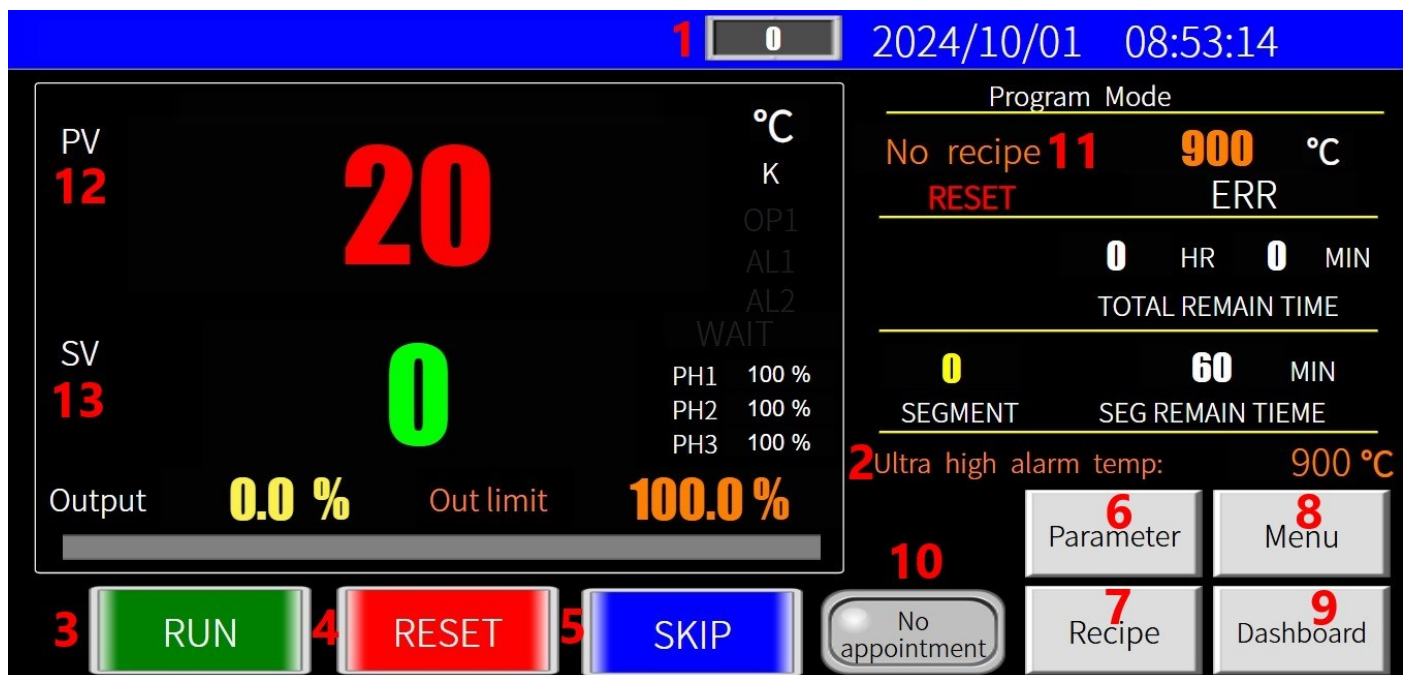 1 0 2024/10/01 08:53:14
PV
12
20
°C
K
OP1
AL1
AL2
WAIT
SV
13
0
PH1 100 %
PH2 100 %
PH3 100 %
Output 0.0 % Out limit 100.0 %
Program Mode
No recipe 11 900 °C
RESET ERR
0 HR 0 MIN
TOTAL REMAIN TIME
0 60 MIN
SEGMENT SEG REMAIN TIEME
2 Ultra high alarm temp: 900 °C
6
Parameter
8
Menu
3 RUN
4 RESET
5 SKIP
10
No
appointment
7
Recipe
9
Dashboard